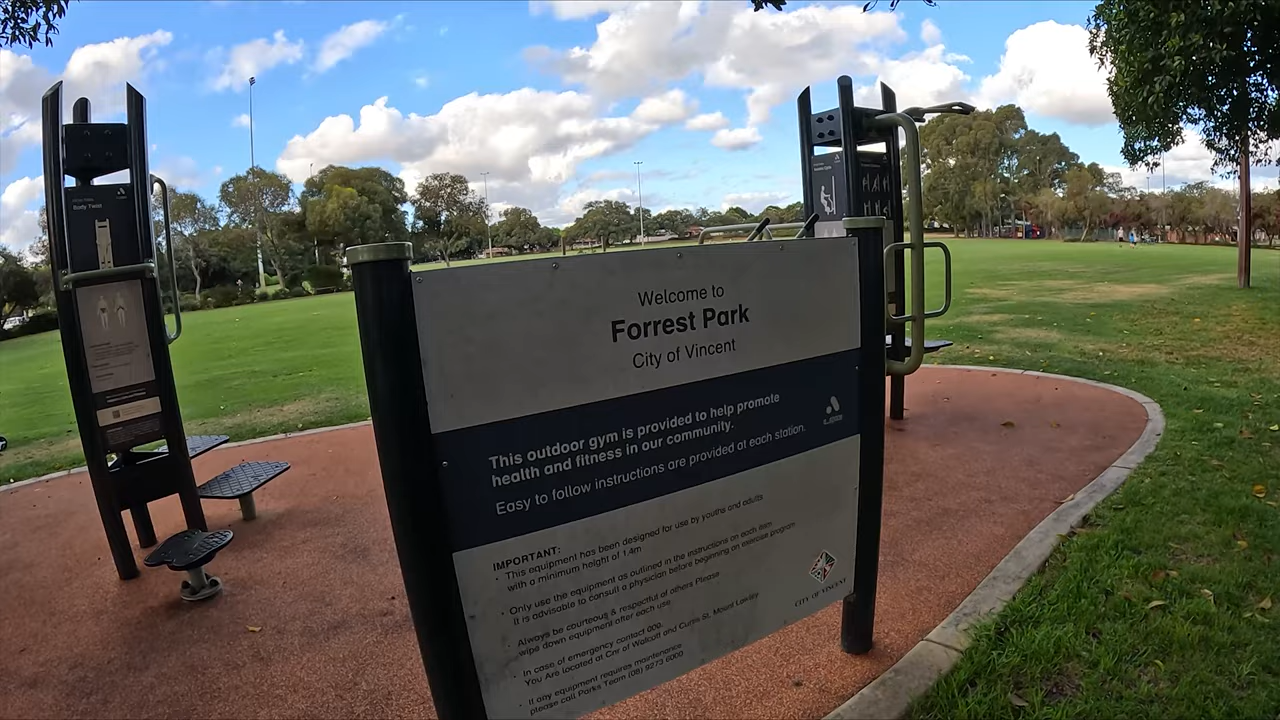 Body Twist
Welcome to
Forrest Park
City of Vincent
This outdoor gym is provided to help promote
health and fitness in our community.
Easy to follow instructions are provided at each station.
IMPORTANT:
• This equipment has been designed for use by youths and adults
with a minimum height of 1.4m
• Only use the equipment as outlined in the instructions on each item
It is advisable to consult a physician before beginning an exercise program
• Always be courteous & respectful of others Please
wipe down equipment after each use
• In case of emergency contact 000.
You Are located at Cnr of Walcott and Curtis St, Mount Lawley
• If any equipment requires maintenance
please call Parks Team (08) 9273 6000
CITY OF VINCENT